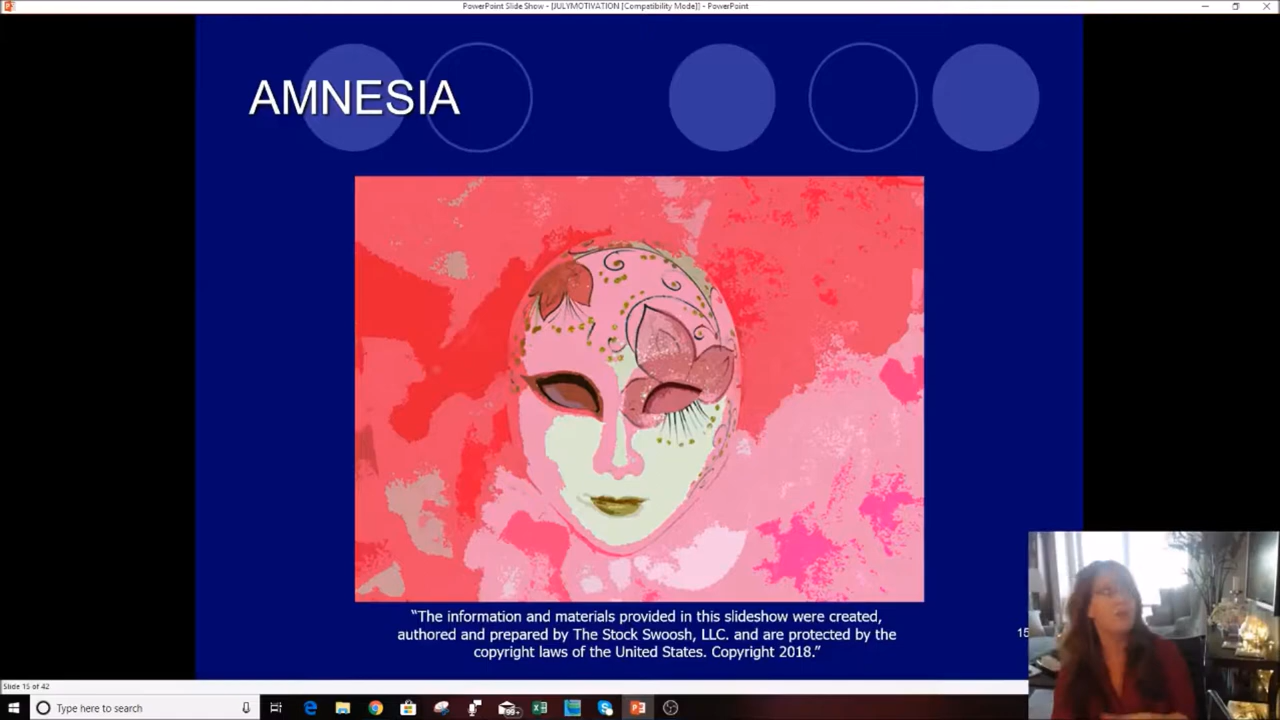 PowerPoint Slide Show - [JULYMOTIVATION [Compatibility Mode]] - PowerPoint
AMNESIA
“The information and materials provided in this slideshow were created,
authored and prepared by The Stock Swoosh, LLC. and are protected by the
copyright laws of the United States. Copyright 2018.”
15
Slide 15 of 42
Type here to search
99+